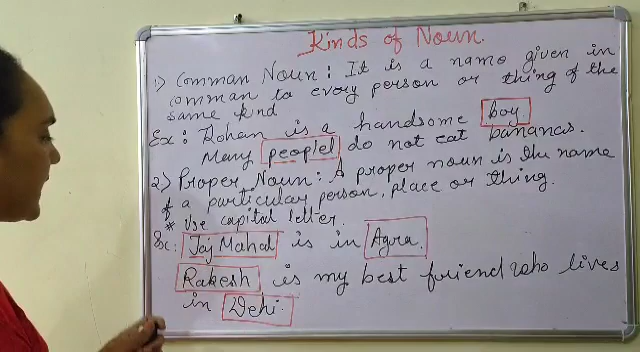 Kinds of Noun.
1) Comman Noun: It is a name given in
comman to every person or thing of the
same kind
Ex: Rohan is a handsome boy.
Many peoplel do not eat bananas.
2) Proper Noun: A proper noun is the name
of a particular person, place or thing.
* Use capital letter.
Ex: Taj Mahal is in Agra.
Rakesh is my best friend who lives
in Dehi.